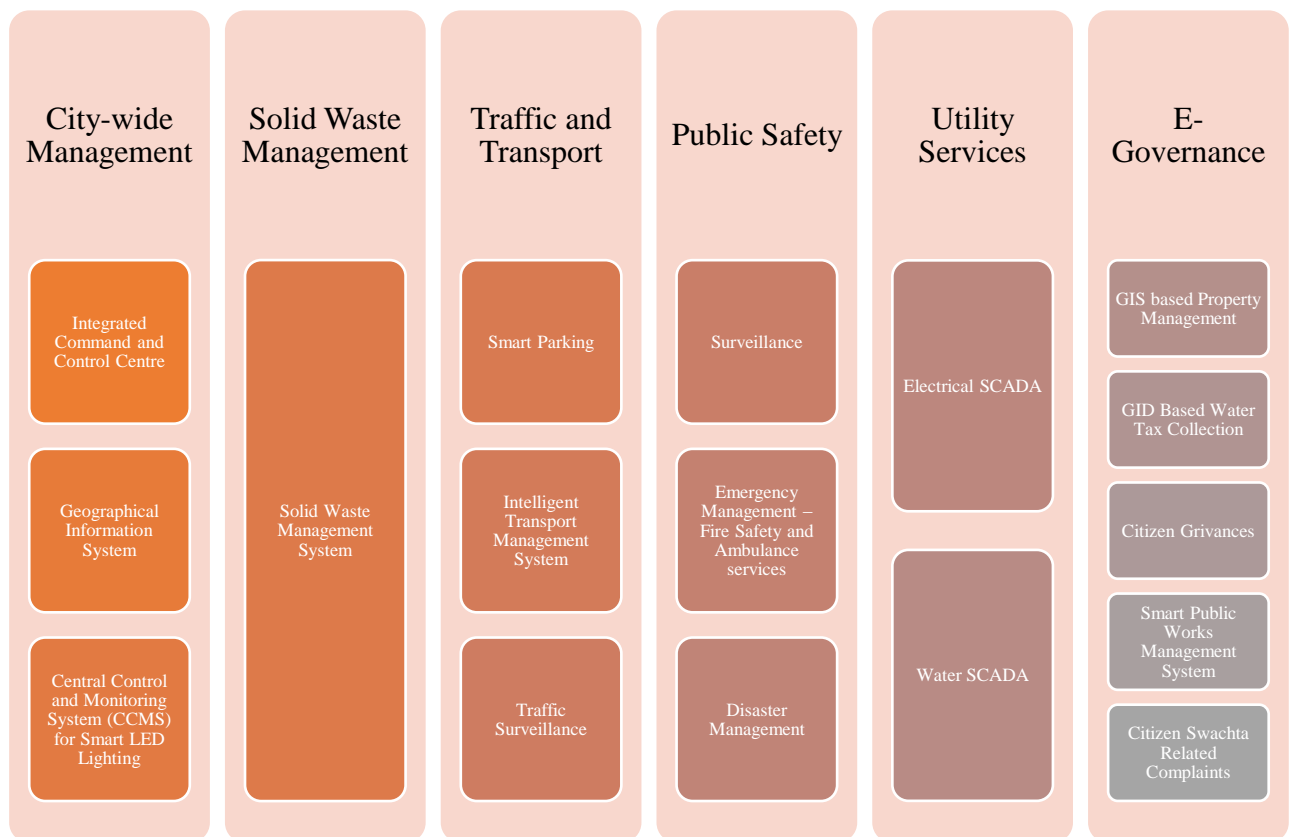 City-wide
Management
Integrated
Command and
Control Centre
Geographical
Information
System
Central Control
and Monitoring
System (CCMS)
for Smart LED
Lighting
Solid Waste
Management
Solid Waste
Management
System
Traffic and
Transport
Smart Parking
Intelligent
Transport
Management
System
Traffic
Surveillance
Public Safety
Surveillance
Emergency
Management –
Fire Safety and
Ambulance
services
Disaster
Management
Utility
Services
Electrical SCADA
Water SCADA
E-
Governance
GIS based Property
Management
GID Based Water
Tax Collection
Citizen Grivances
Smart Public
Works
Management
System
Citizen Swachta
Related
Complaints